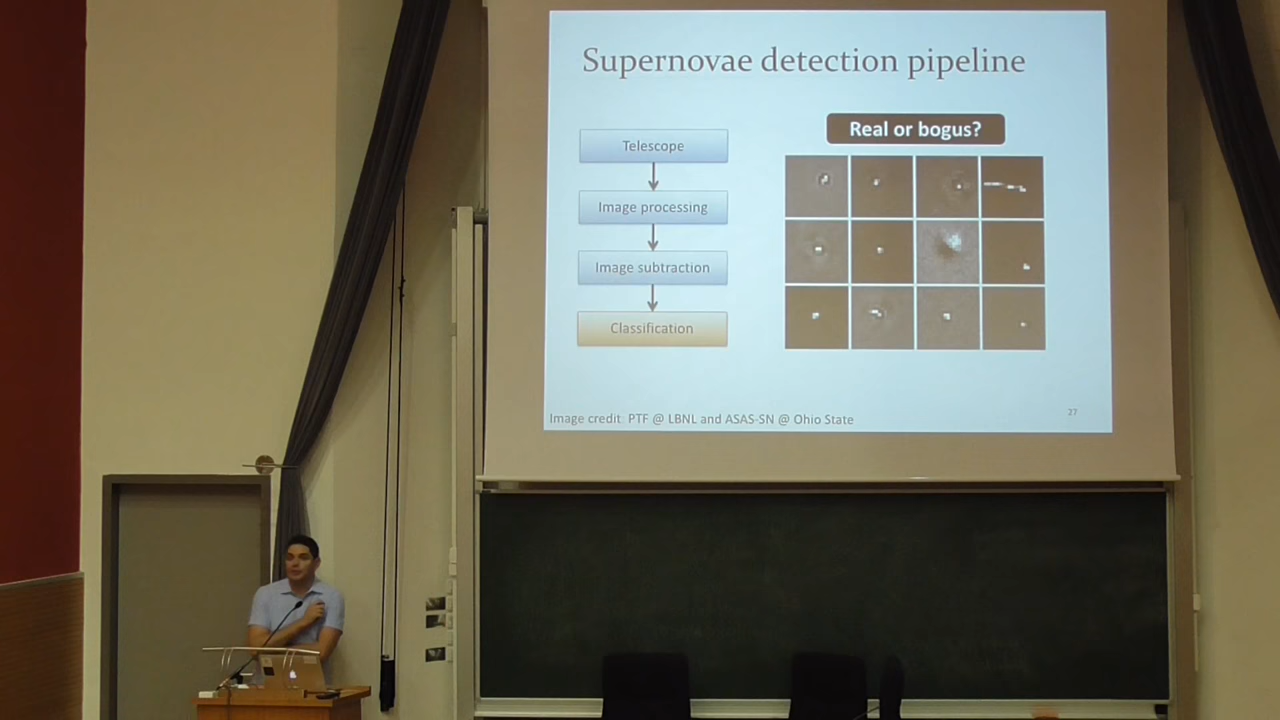 Supernovae detection pipeline
Real or bogus?
Telescope
Image processing
Image subtraction
Classification
Image credit: PTF @ LBNL and ASAS-SN @ Ohio State
27